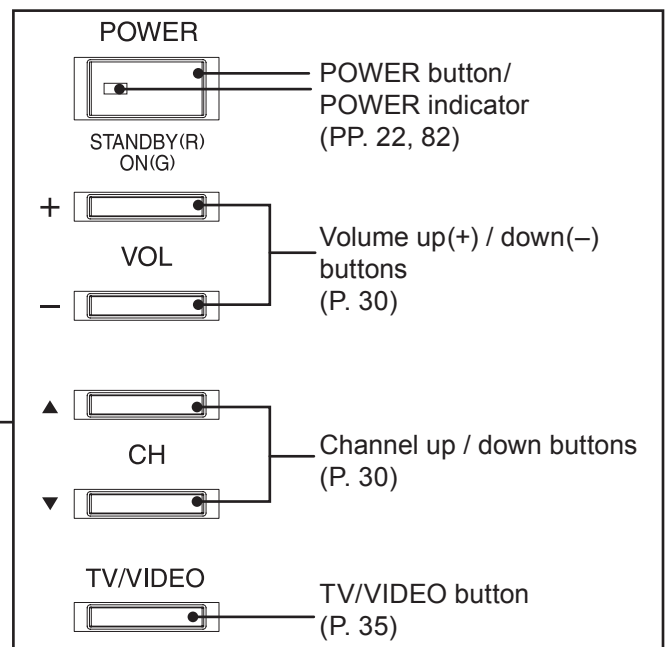 POWER
POWER button/
POWER indicator
(PP. 22, 82)
STANDBY(R)
ON(G)
+
VOL
–
Volume up(+) / down(–)
buttons
(P. 30)
▲
CH
▼
Channel up / down buttons
(P. 30)
TV/VIDEO
TV/VIDEO button
(P. 35)